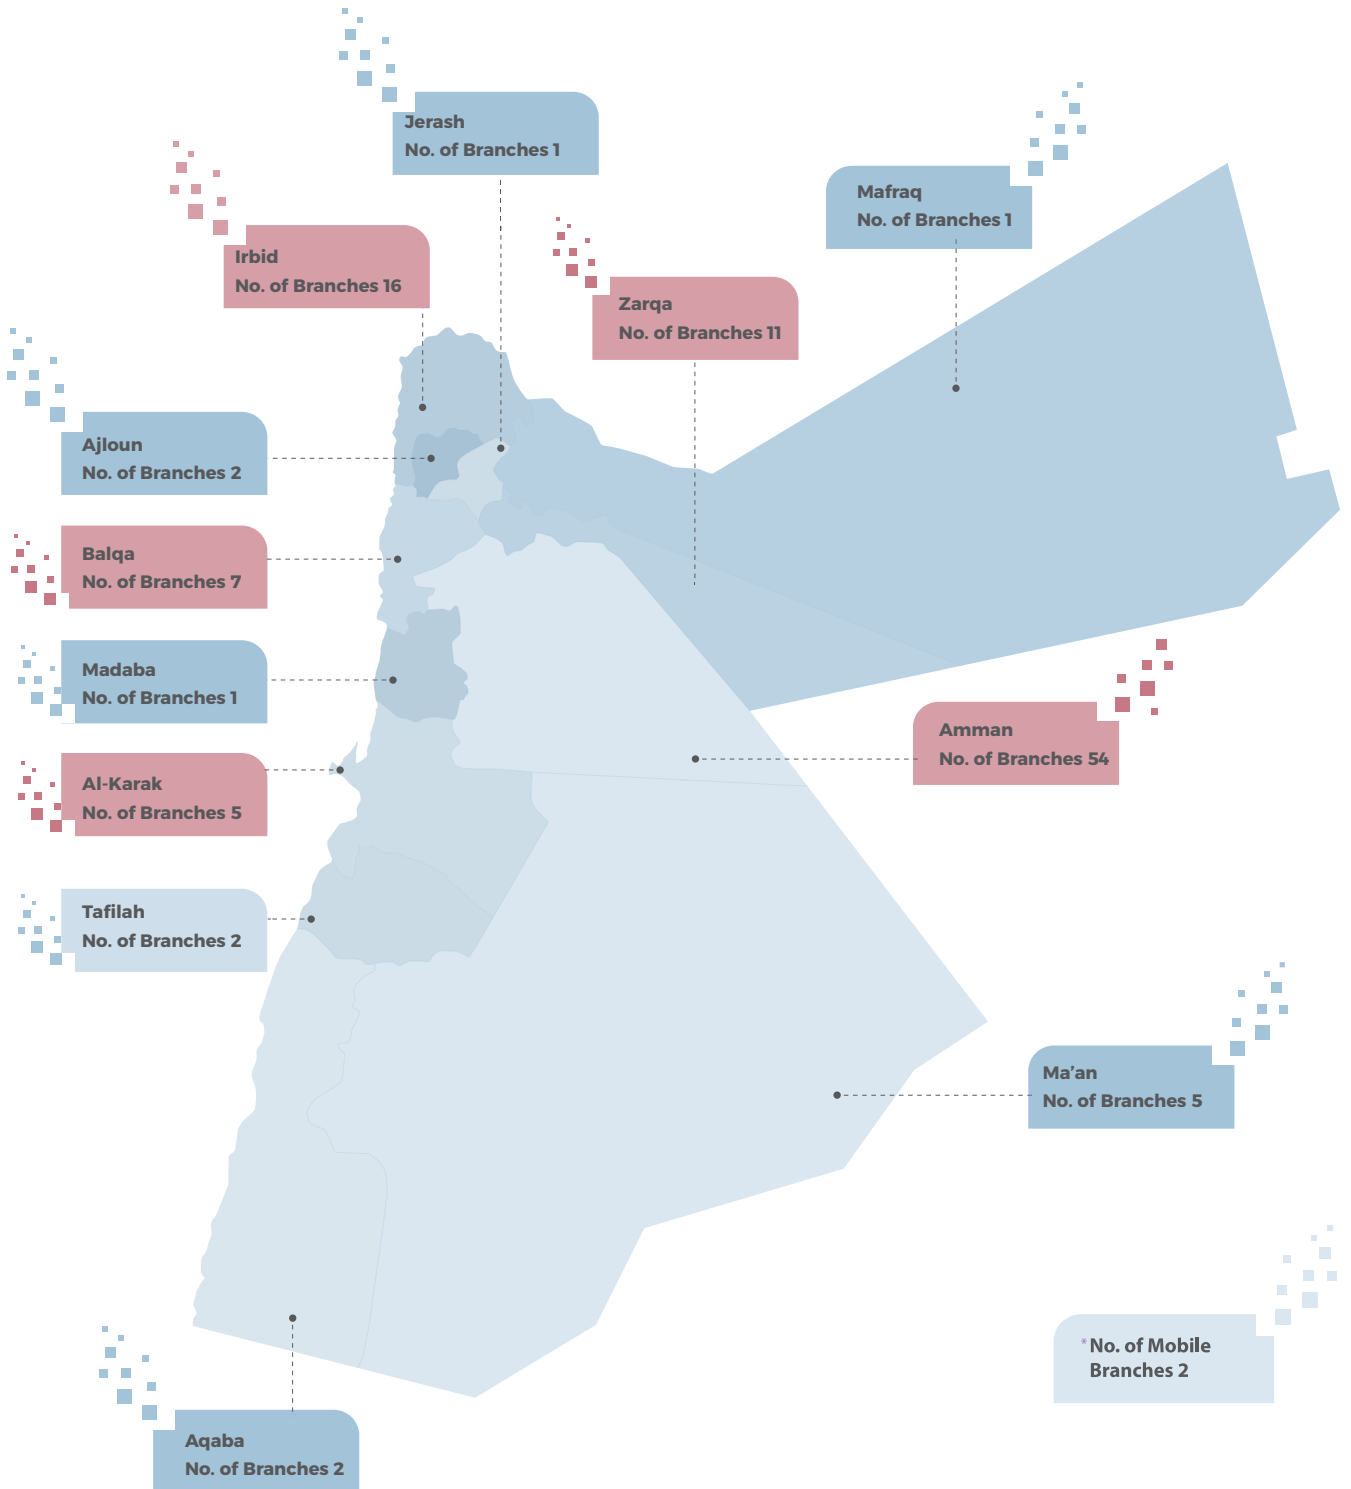 Jerash
No. of Branches 1
Mafraq
No. of Branches 1
Irbid
No. of Branches 16
Zarqa
No. of Branches 11
Ajloun
No. of Branches 2
Balqa
No. of Branches 7
Madaba
No. of Branches 1
Amman
No. of Branches 54
Al-Karak
No. of Branches 5
Tafilah
No. of Branches 2
Ma’an
No. of Branches 5
*No. of Mobile
Branches 2
Aqaba
No. of Branches 2